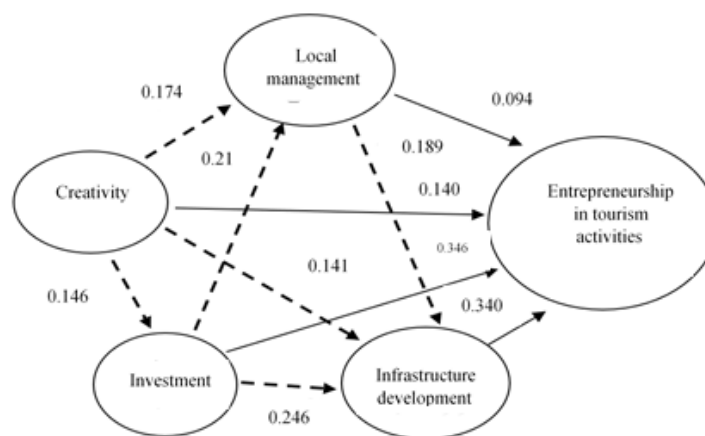 Local
management
0.174
0.094
0.21
0.189
Creativity
0.140
Entrepreneurship
in tourism
activities
0.346
0.141
0.146
0.340
Investment
Infrastructure
development
0.246